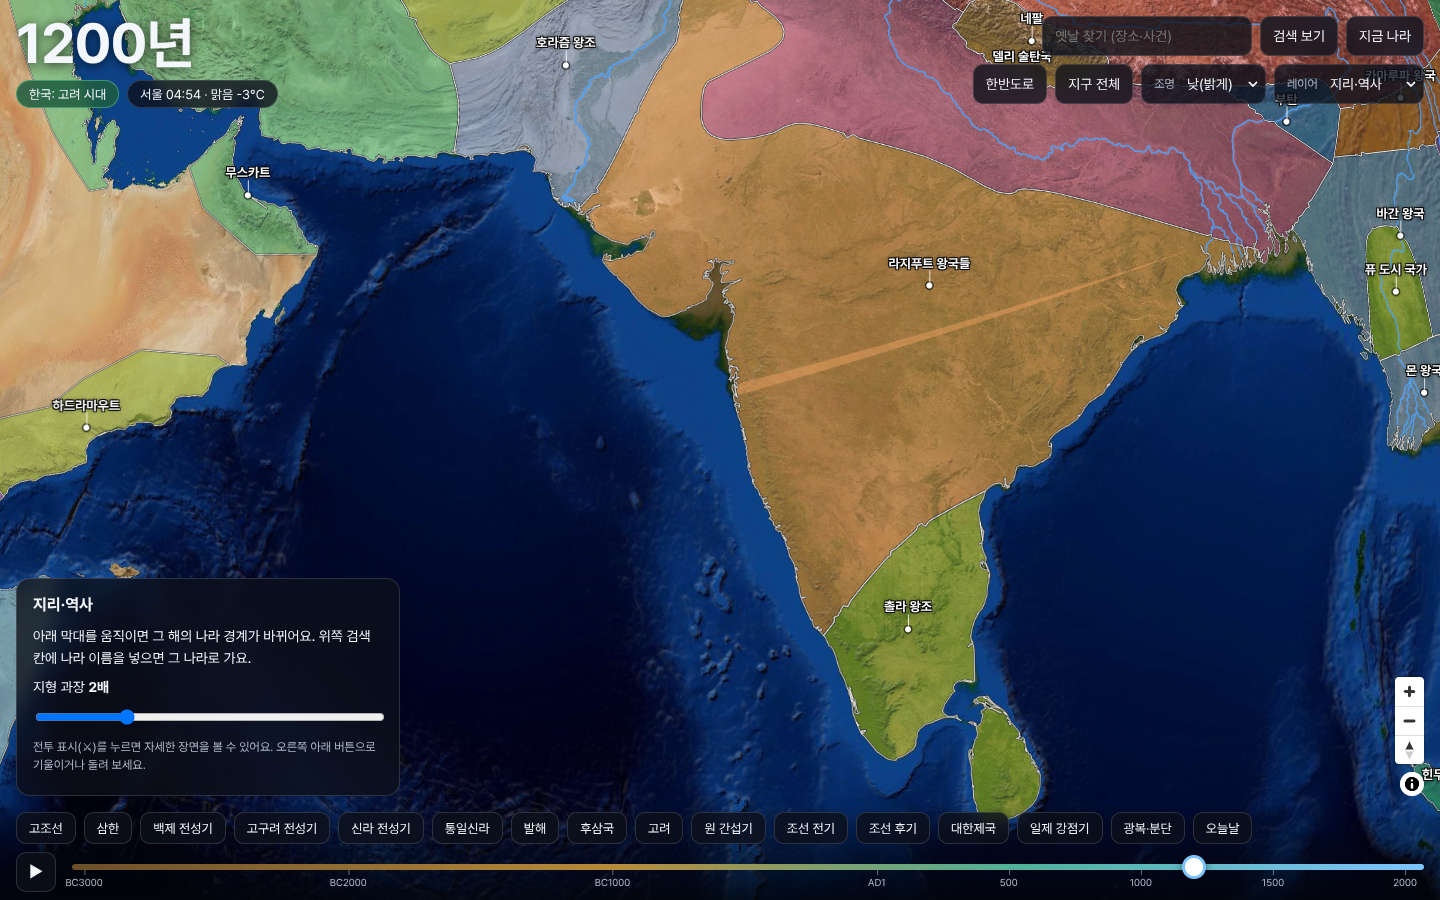 1200년
한국: 고려 시대
서울 04:54 · 맑음 -3°C
옛날 찾기 (장소·사건)
검색 보기
지금 나라
한반도로
지구 전체
조명 낮(밝게)
레이어 지리·역사
네팔
델리 술탄국
호라즘 왕조
카마루파 왕국
부탄
무스카트
바간 왕국
라지푸트 왕국들
퓨 도시 국가
몬 왕국
하드라마우트
촐라 왕조
지리·역사
아래 막대를 움직이면 그 해의 나라 경계가 바뀌어요. 위쪽 검색
칸에 나라 이름을 넣으면 그 나라로 가요.
지형 과장 2배
전투 표시(⚔)를 누르면 자세한 장면을 볼 수 있어요. 오른쪽 아래 버튼으로
기울이거나 돌려 보세요.
고조선
삼한
백제 전성기
고구려 전성기
신라 전성기
통일신라
발해
후삼국
고려
원 간섭기
조선 전기
조선 후기
대한제국
일제 강점기
광복·분단
오늘날
BC3000
BC2000
BC1000
AD1
500
1000
1500
2000